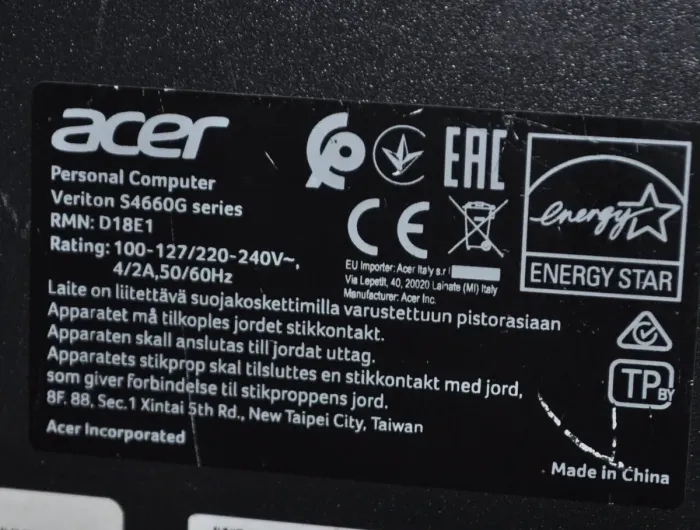 acer
Personal Computer
Veriton S4660G series
RMN: D18E1
Rating: 100-127/220-240V~,
4/2A,50/60Hz
EAC
CE
EU Importer: Acer Italy s.r.l
Via Lepetit, 40, 20020 Lainate (MI) Italy
Manufacturer: Acer Inc.
energy
ENERGY STAR
Laite on liitettävä suojakoskettimilla varustettuun pistorasiaan
Apparatet må tilkoples jordet stikkontakt.
Apparaten skall anslutas till jordat uttag.
Apparatets stikprop skal tilsluttes en stikkontakt med jord,
som giver forbindelse til stikproppens jord.
8F. 88, Sec.1 Xintai 5th Rd., New Taipei City, Taiwan
Acer Incorporated
TP
BY
Made in China